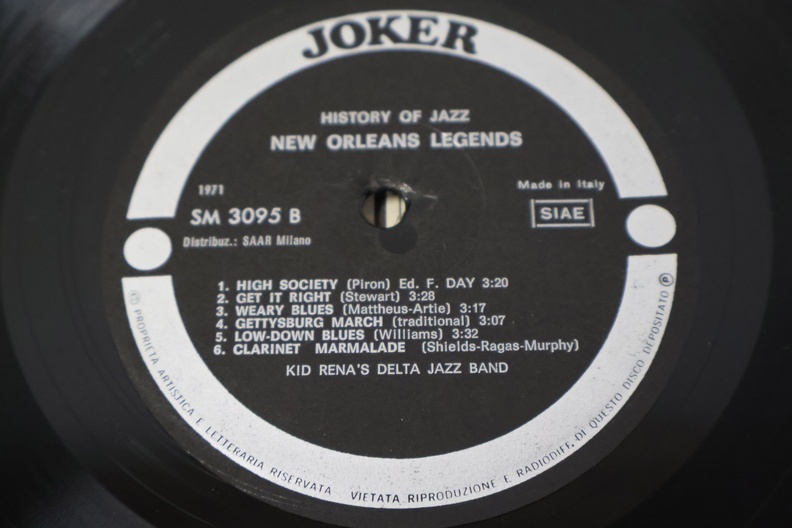 JOKER
HISTORY OF JAZZ
NEW ORLEANS LEGENDS
1971
SM 3095 B
Distribuz.: SAAR Milano
Made in Italy
SIAE
1. HIGH SOCIETY (Piron) Ed. F. DAY 3:20
2. GET IT RIGHT (Stewart) 3:28
3. WEARY BLUES (Mattheus-Artie) 3:17
4. GETTYSBURG MARCH (traditional) 3:07
5. LOW-DOWN BLUES (Williams) 3:32
6. CLARINET MARMALADE (Shields-Ragas-Murphy)
KID RENA'S DELTA JAZZ BAND
Ⓟ PROPRIETA ARTISTICA E LETTERARIA RISERVATA VIETATA RIPRODUZIONE E RADIODIFF. DI QUESTO DISCO DEPOSITATO Ⓟ